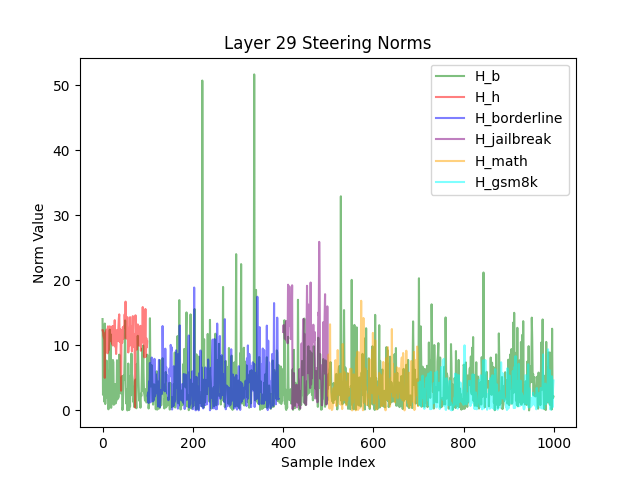 Layer 29 Steering Norms
Norm Value
50
40
30
20
10
0
H_b
H_h
H_borderline
H_jailbreak
H_math
H_gsm8k
0
200
400
600
800
1000
Sample Index